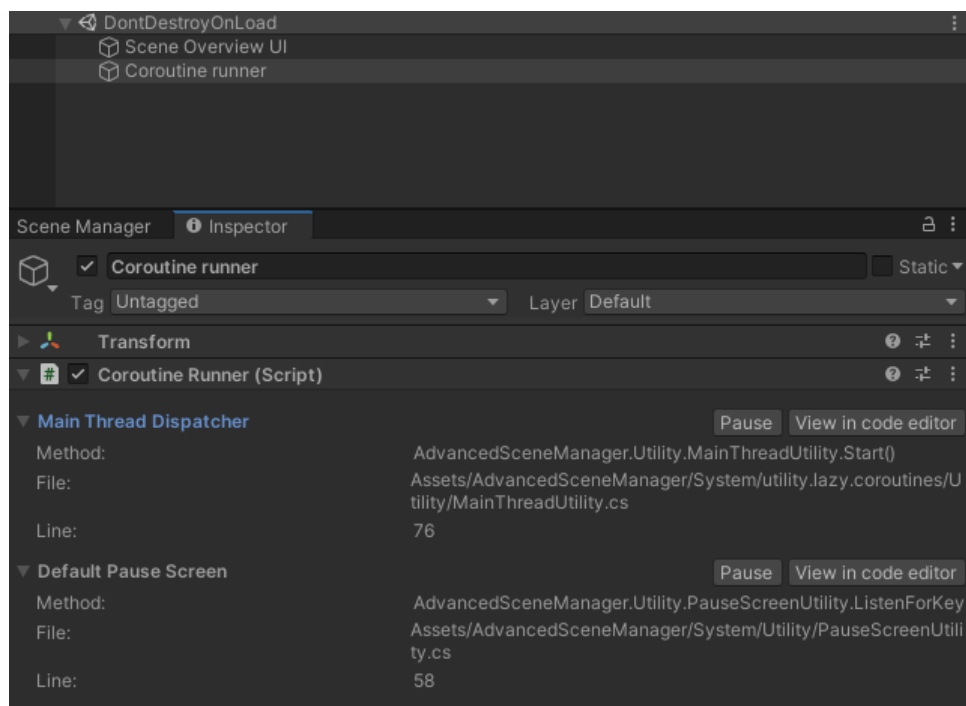 DontDestroyOnLoad
Scene Overview UI
Coroutine runner
Scene Manager Inspector
Coroutine runner Static
Tag Untagged Layer Default
Transform
# Coroutine Runner (Script)
Main Thread Dispatcher Pause View in code editor
Method: AdvancedSceneManager.Utility.MainThreadUtility.Start()
File: Assets/AdvancedSceneManager/System/utility.lazy.coroutines/U
tility/MainThreadUtility.cs
Line: 76
Default Pause Screen Pause View in code editor
Method: AdvancedSceneManager.Utility.PauseScreenUtility.ListenForKey
File: Assets/AdvancedSceneManager/System/Utility/PauseScreenUtili
ty.cs
Line: 58